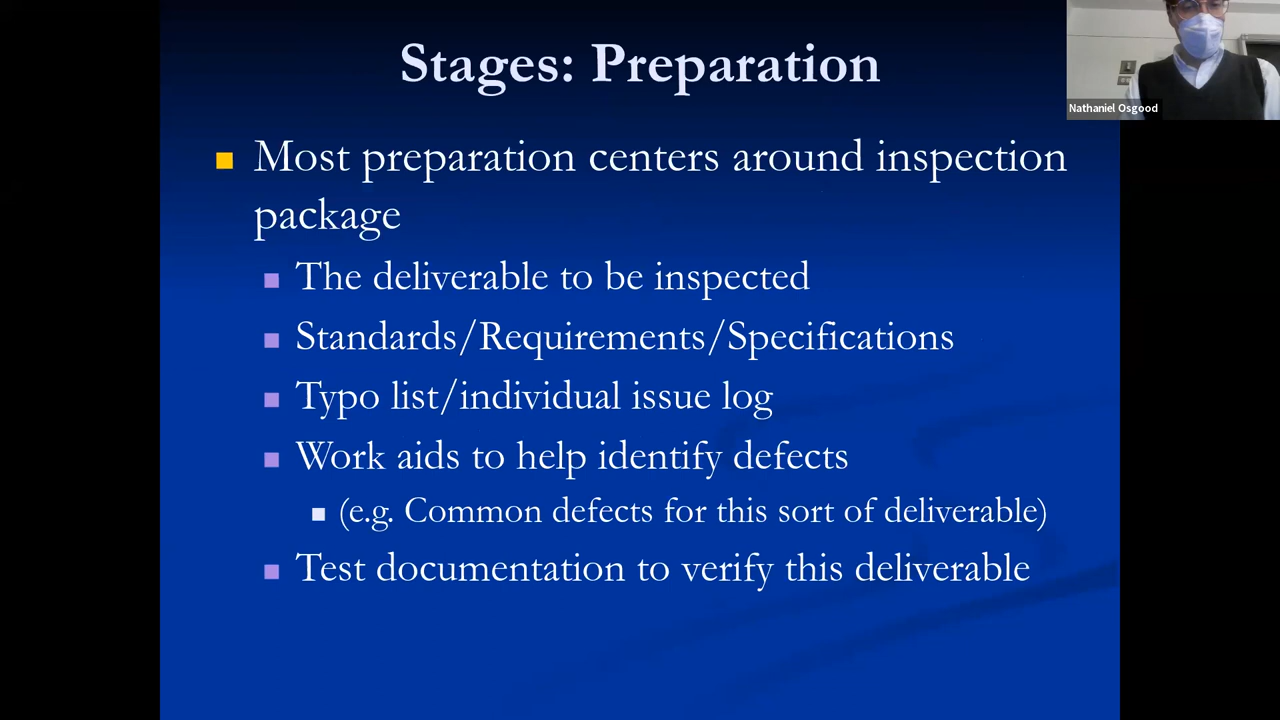 Stages: Preparation
Nathaniel Osgood
Most preparation centers around inspection
package
The deliverable to be inspected
Standards/Requirements/Specifications
Typo list/individual issue log
Work aids to help identify defects
(e.g. Common defects for this sort of deliverable)
Test documentation to verify this deliverable